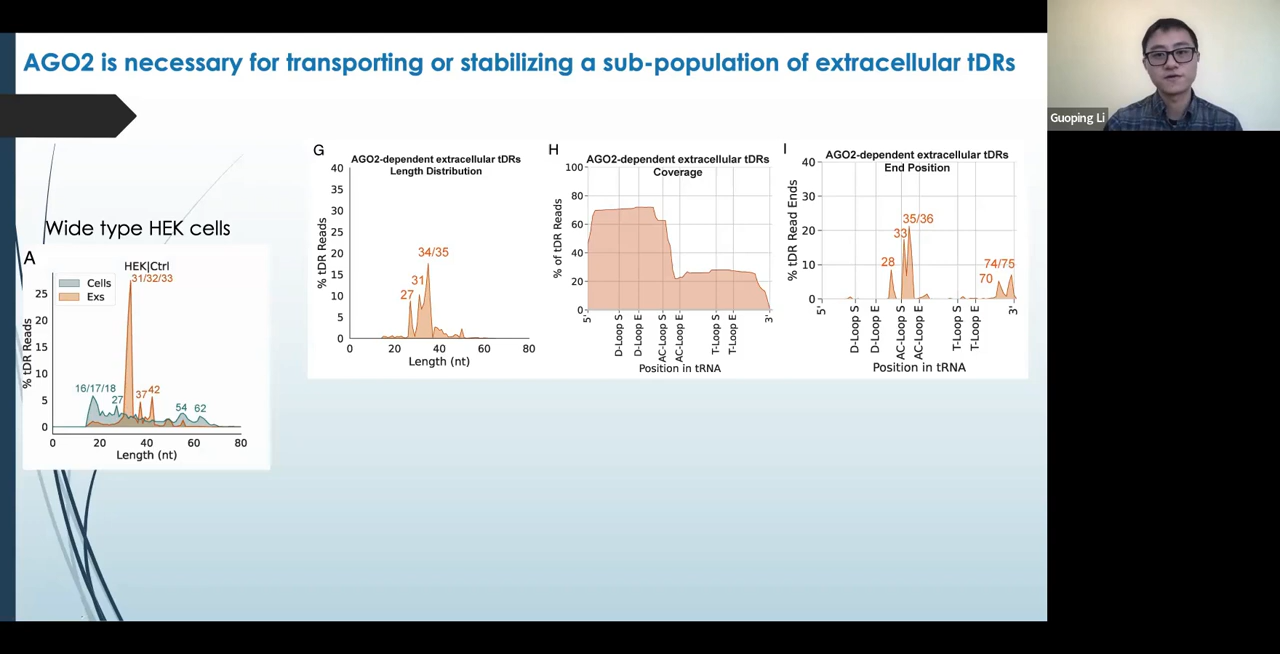 AGO2 is necessary for transporting or stabilizing a sub-population of extracellular tDRs
Guoping Li
Wide type HEK cells
A
HEK|Ctrl
31/32/33
Cells
Exs
16/17/18
27
37
42
54
62
% tDR Reads
25
20
15
10
5
0
0
20
40
60
80
Length (nt)
G
AGO2-dependent extracellular tDRs
Length Distribution
% tDR Reads
40
35
30
25
20
15
10
5
0
27
31
34/35
0
20
40
60
80
Length (nt)
H
AGO2-dependent extracellular tDRs
Coverage
% of tDR Reads
100
80
60
40
20
0
5'
D-Loop S
D-Loop E
AC-Loop S
AC-Loop E
T-Loop S
T-Loop E
3'
Position in tRNA
I
AGO2-dependent extracellular tDRs
End Position
% tDR Read Ends
40
30
20
10
0
28
33
35/36
70
74/75
5'
D-Loop S
D-Loop E
AC-Loop S
AC-Loop E
T-Loop S
T-Loop E
3'
Position in tRNA